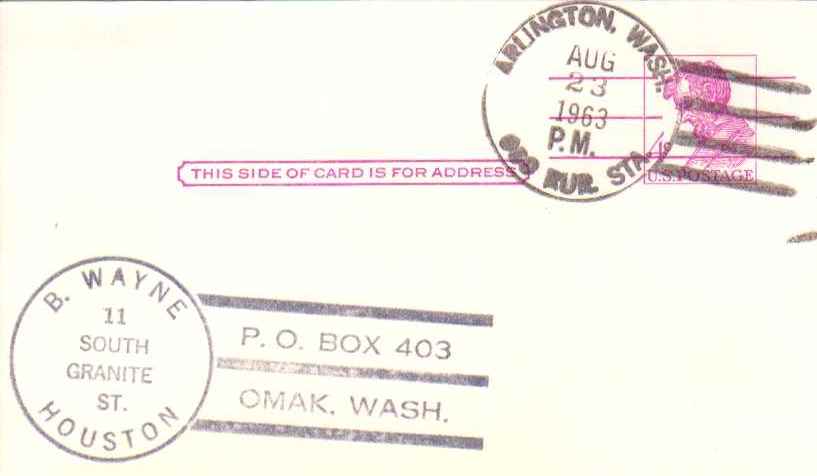 ARLINGTON, WASH.
AUG
23
1963
P.M.
OSO RUR. STA.
U.S. POSTAGE
THIS SIDE OF CARD IS FOR ADDRESS
B. WAYNE
11
SOUTH
GRANITE
ST.
HOUSTON
P. O. BOX 403
OMAK, WASH.